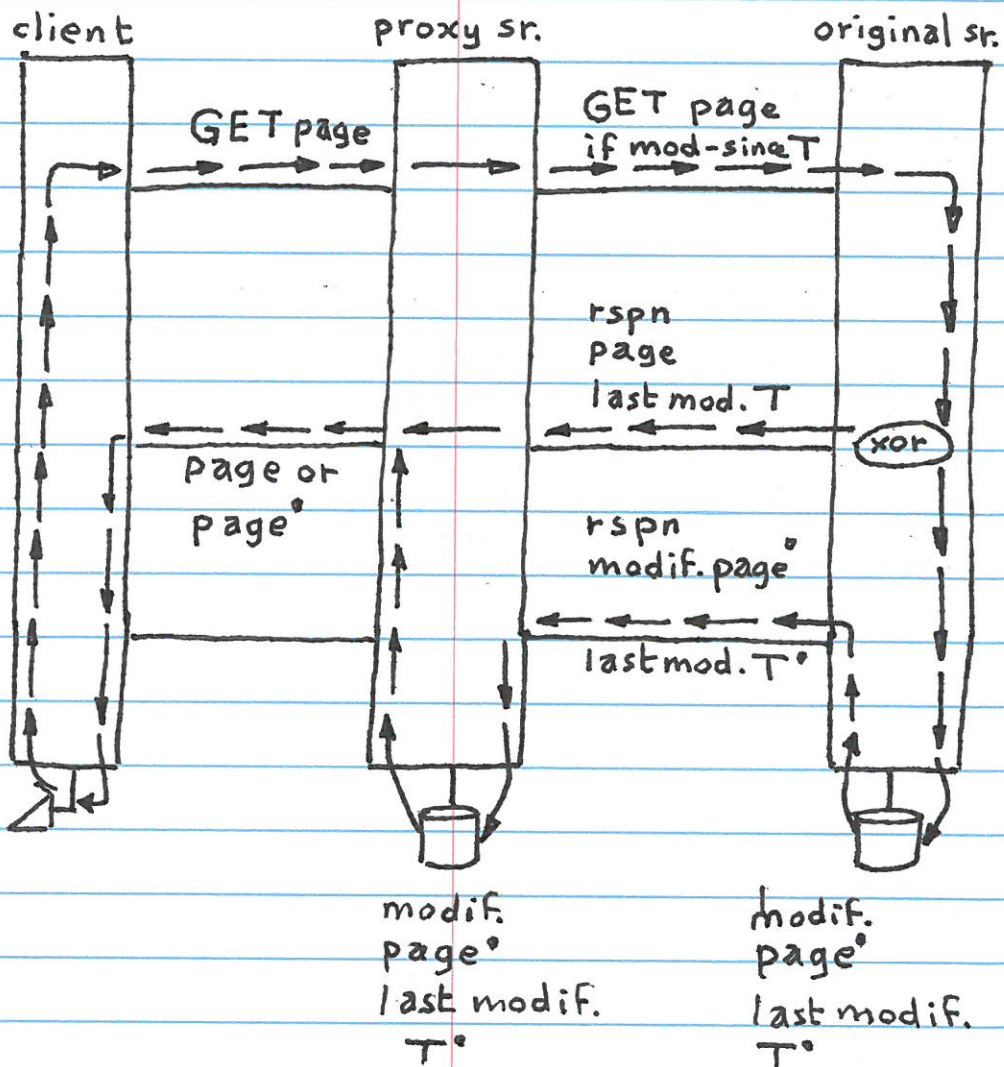 client
proxy sr.
original sr.
GET page
GET page
if mod-since T
rspn
page
last mod. T
xor
page or
page°
rspn
modif. page°
last mod. T°
modif.
page°
last modif.
T°
modif.
page°
last modif.
T°